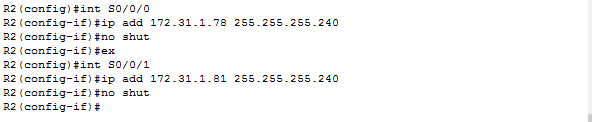 R2(config)#int S0/0/0
R2(config-if)#ip add 172.31.1.78 255.255.255.240
R2(config-if)#no shut
R2(config-if)#ex
R2(config)#int S0/0/1
R2(config-if)#ip add 172.31.1.81 255.255.255.240
R2(config-if)#no shut
R2(config-if)#